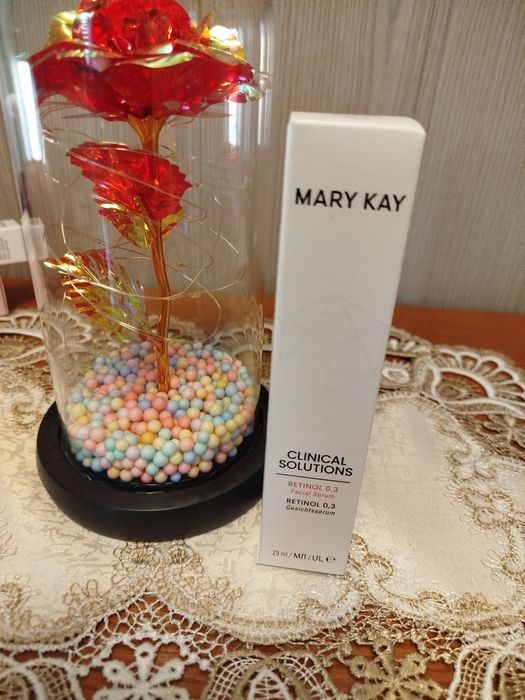 MARY KAY
CLINICAL
SOLUTIONS
RETINOL 0,3
Facial Serum
RETINOL 0,3
Gesichtsserum
29 ml / МЛ / UL ℮